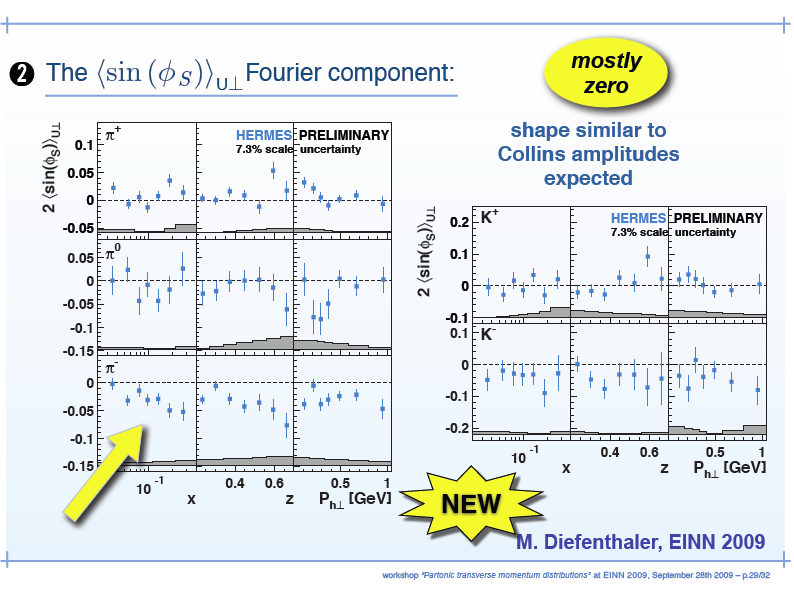 2 The ⟨sin (ϕ_S)⟩_U⊥ Fourier component:
mostly
zero
shape similar to
Collins amplitudes
expected
2 ⟨sin(ϕ_S)⟩_U⊥
π⁺
HERMES PRELIMINARY
7.3% scale uncertainty
0.1
0.05
0
-0.05
π⁰
0.05
0
-0.05
-0.1
-0.15
π⁻
0
-0.05
-0.1
-0.15
10⁻¹
x
0.4 0.6
z
0.5 1
P_h⊥ [GeV]
2 ⟨sin(ϕ_S)⟩_U⊥
K⁺
HERMES PRELIMINARY
7.3% scale uncertainty
0.2
0.1
0
-0.1
K⁻
0.1
0
-0.1
-0.2
10⁻¹
x
0.4 0.6
z
0.5 1
P_h⊥ [GeV]
NEW
M. Diefenthaler, EINN 2009
workshop "Partonic transverse momentum distributions" at EINN 2009, September 28th 2009 – p.29/32